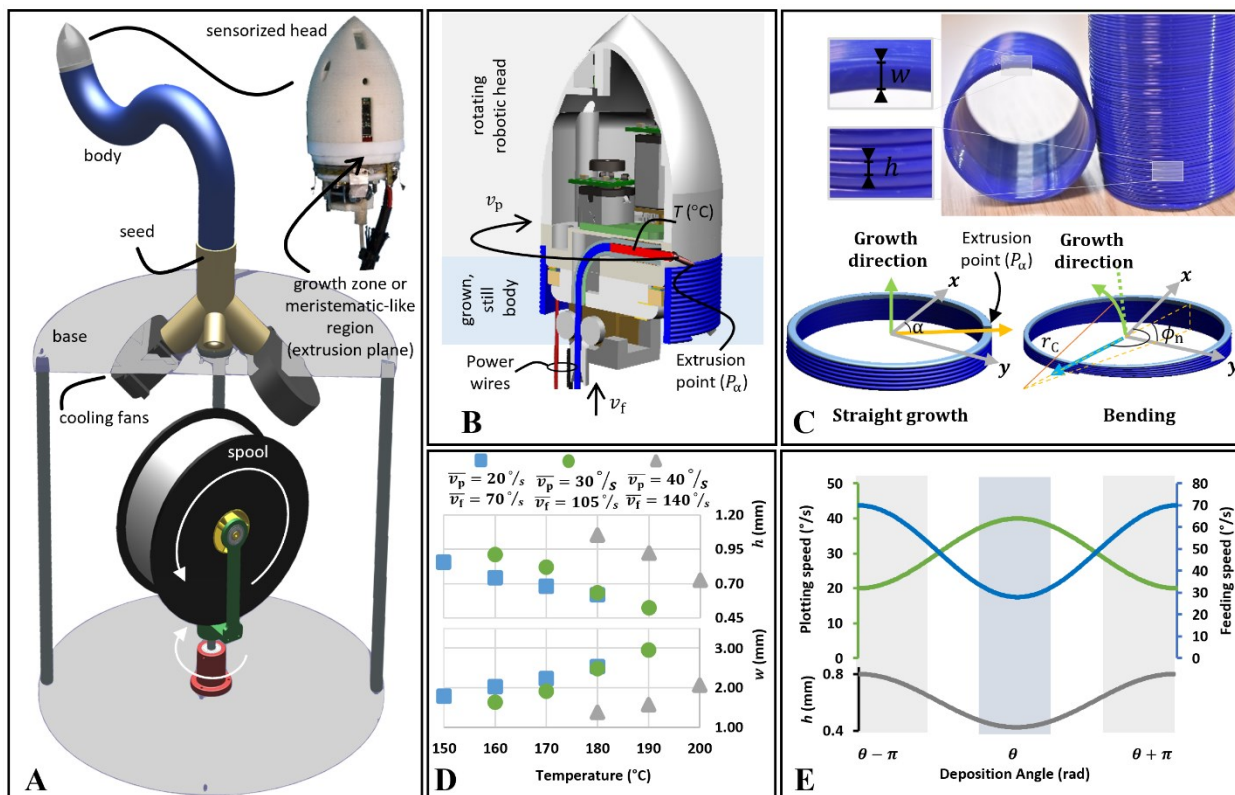 sensorized head
body
seed
growth zone or
meristematic-like
region
(extrusion plane)
base
cooling fans
spool
A
rotating
robotic head
v_p
T (°C)
grown,
still
body
Power
wires
Extrusion
point (P_α)
v_f
B
w
h
Growth
direction
Extrusion
point (P_α)
x
α
y
Straight growth
Growth
direction
x
r_C
ϕ_n
y
Bending
C
v̅_p = 20 °/s v̅_p = 30 °/s v̅_p = 40 °/s
v̅_f = 70 °/s v̅_f = 105 °/s v̅_f = 140 °/s
1.20
0.95
0.70
0.45
h (mm)
3.00
2.00
1.00
w (mm)
150 160 170 180 190 200
Temperature (°C)
D
50
40
30
20
10
0
Plotting speed (°/s)
80
70
60
50
40
30
20
10
0
Feeding speed (°/s)
0.8
0.4
h (mm)
θ − π θ θ + π
Deposition Angle (rad)
E